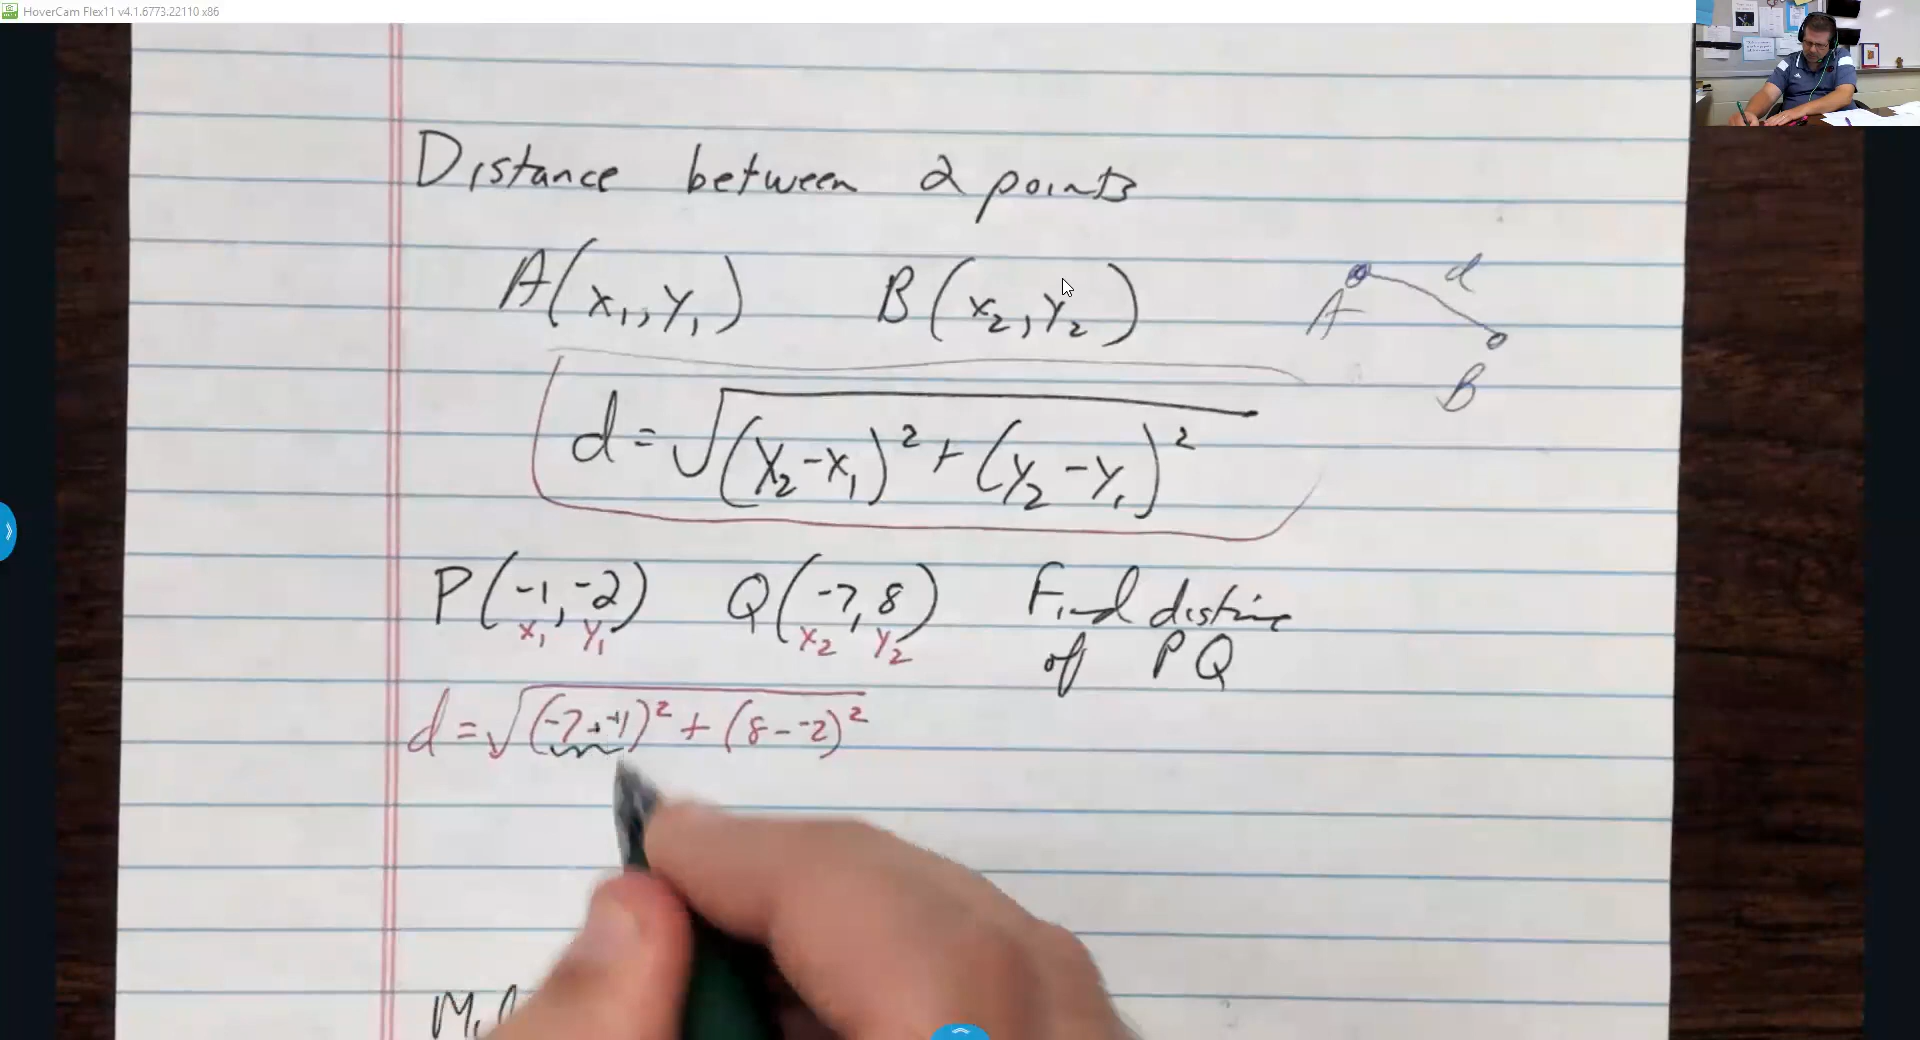 HoverCam Flex11 v4.1.6773.22110 x86
Distance between 2 points
A(x₁,y₁) B(x₂,y₂)
d
A
B
d=√(x₂-x₁)²+(y₂-y₁)²
P(-1,-2) Q(-7,8) Find distance
x₁ y₁ x₂ y₂
of PQ
d=√(-7++1)²+(8--2)²